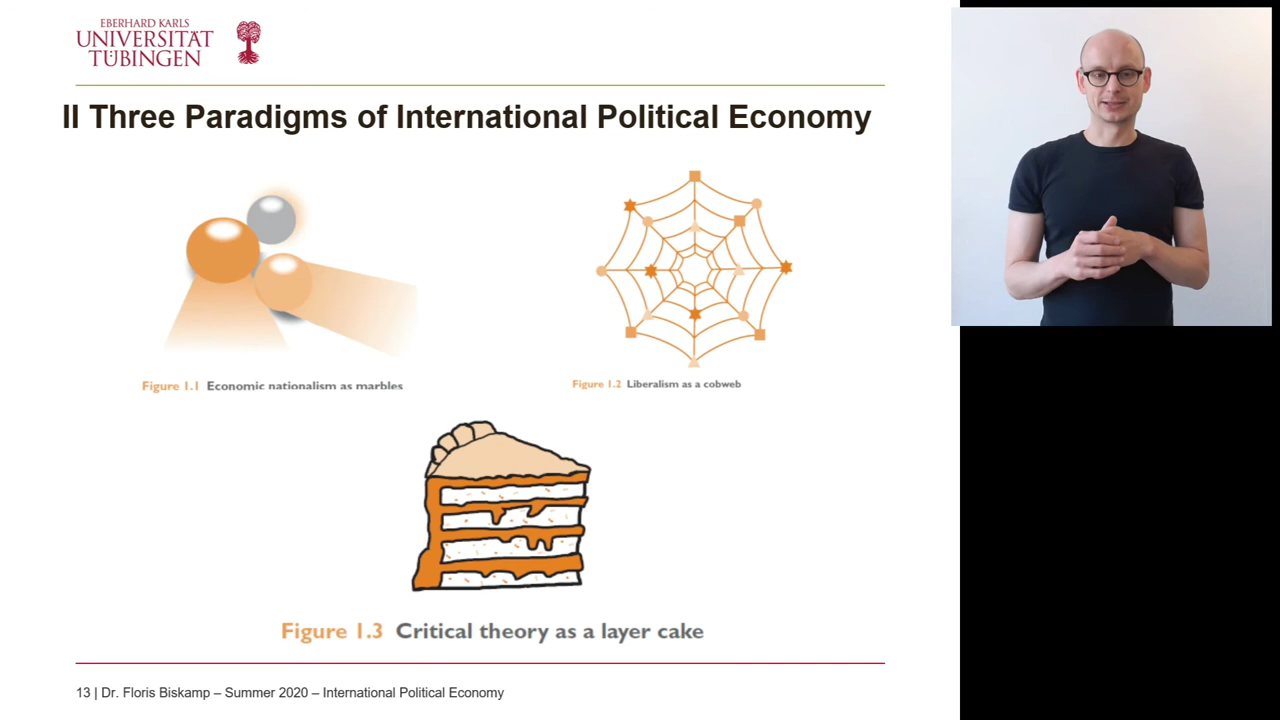 EBERHARD KARLS
UNIVERSITÄT
TÜBINGEN
II Three Paradigms of International Political Economy
Figure 1.1 Economic nationalism as marbles
Figure 1.2 Liberalism as a cobweb
Figure 1.3 Critical theory as a layer cake
13 | Dr. Floris Biskamp – Summer 2020 – International Political Economy